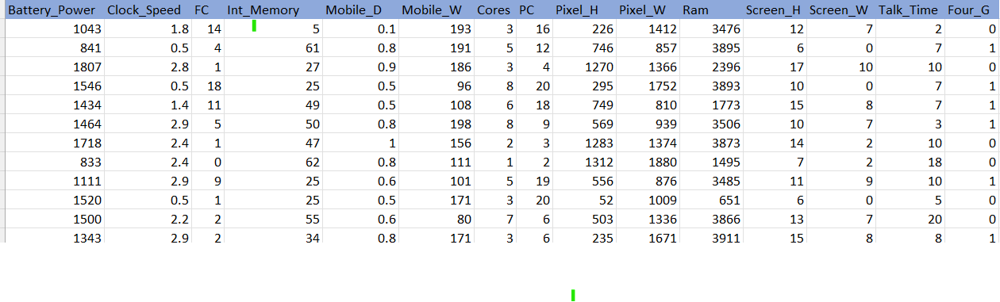 Battery_Power Clock_Speed FC Int_Memory Mobile_D Mobile_W Cores PC Pixel_H Pixel_W Ram Screen_H Screen_W Talk_Time Four_G
1043 1.8 14 5 0.1 193 3 16 226 1412 3476 12 7 2 0
841 0.5 4 61 0.8 191 5 12 746 857 3895 6 0 7 1
1807 2.8 1 27 0.9 186 3 4 1270 1366 2396 17 10 10 0
1546 0.5 18 25 0.5 96 8 20 295 1752 3893 10 0 7 1
1434 1.4 11 49 0.5 108 6 18 749 810 1773 15 8 7 1
1464 2.9 5 50 0.8 198 8 9 569 939 3506 10 7 3 1
1718 2.4 1 47 1 156 2 3 1283 1374 3873 14 2 10 0
833 2.4 0 62 0.8 111 1 2 1312 1880 1495 7 2 18 0
1111 2.9 9 25 0.6 101 5 19 556 876 3485 11 9 10 1
1520 0.5 1 25 0.5 171 3 20 52 1009 651 6 0 5 0
1500 2.2 2 55 0.6 80 7 6 503 1336 3866 13 7 20 0
1343 2.9 2 34 0.8 171 3 6 235 1671 3911 15 8 8 1